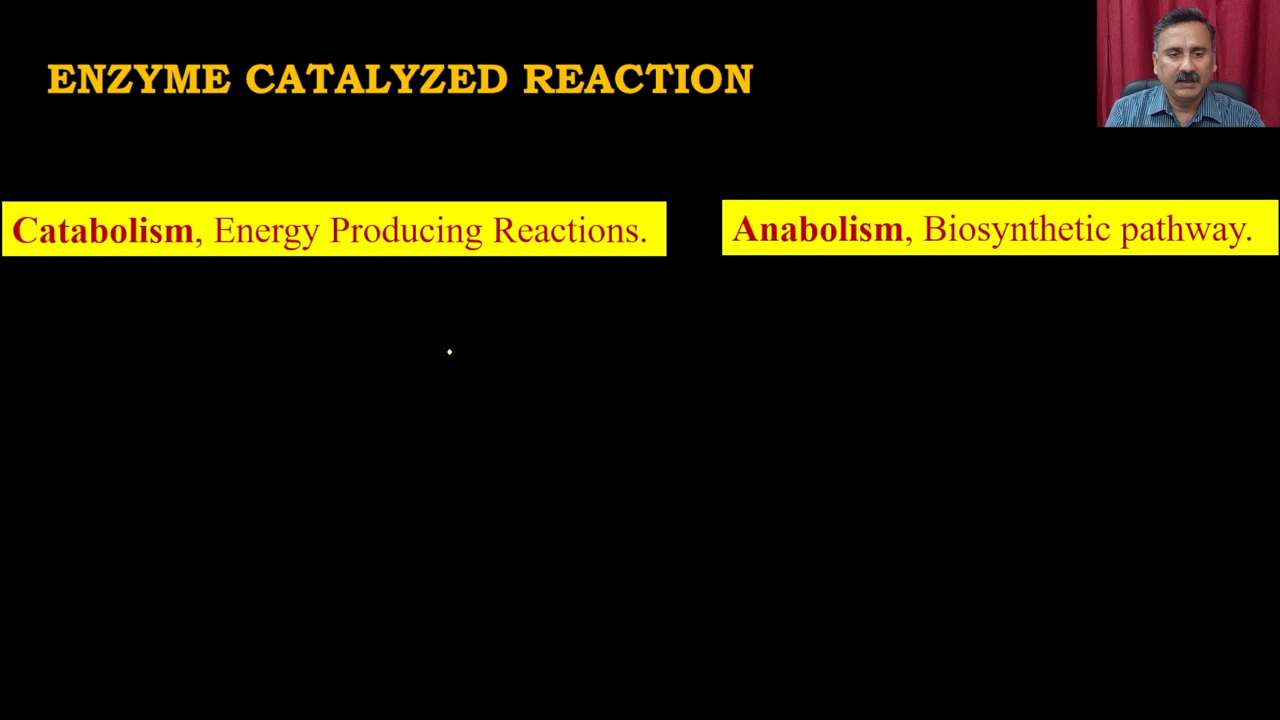 ENZYME CATALYZED REACTION
Catabolism, Energy Producing Reactions.
Anabolism, Biosynthetic pathway.